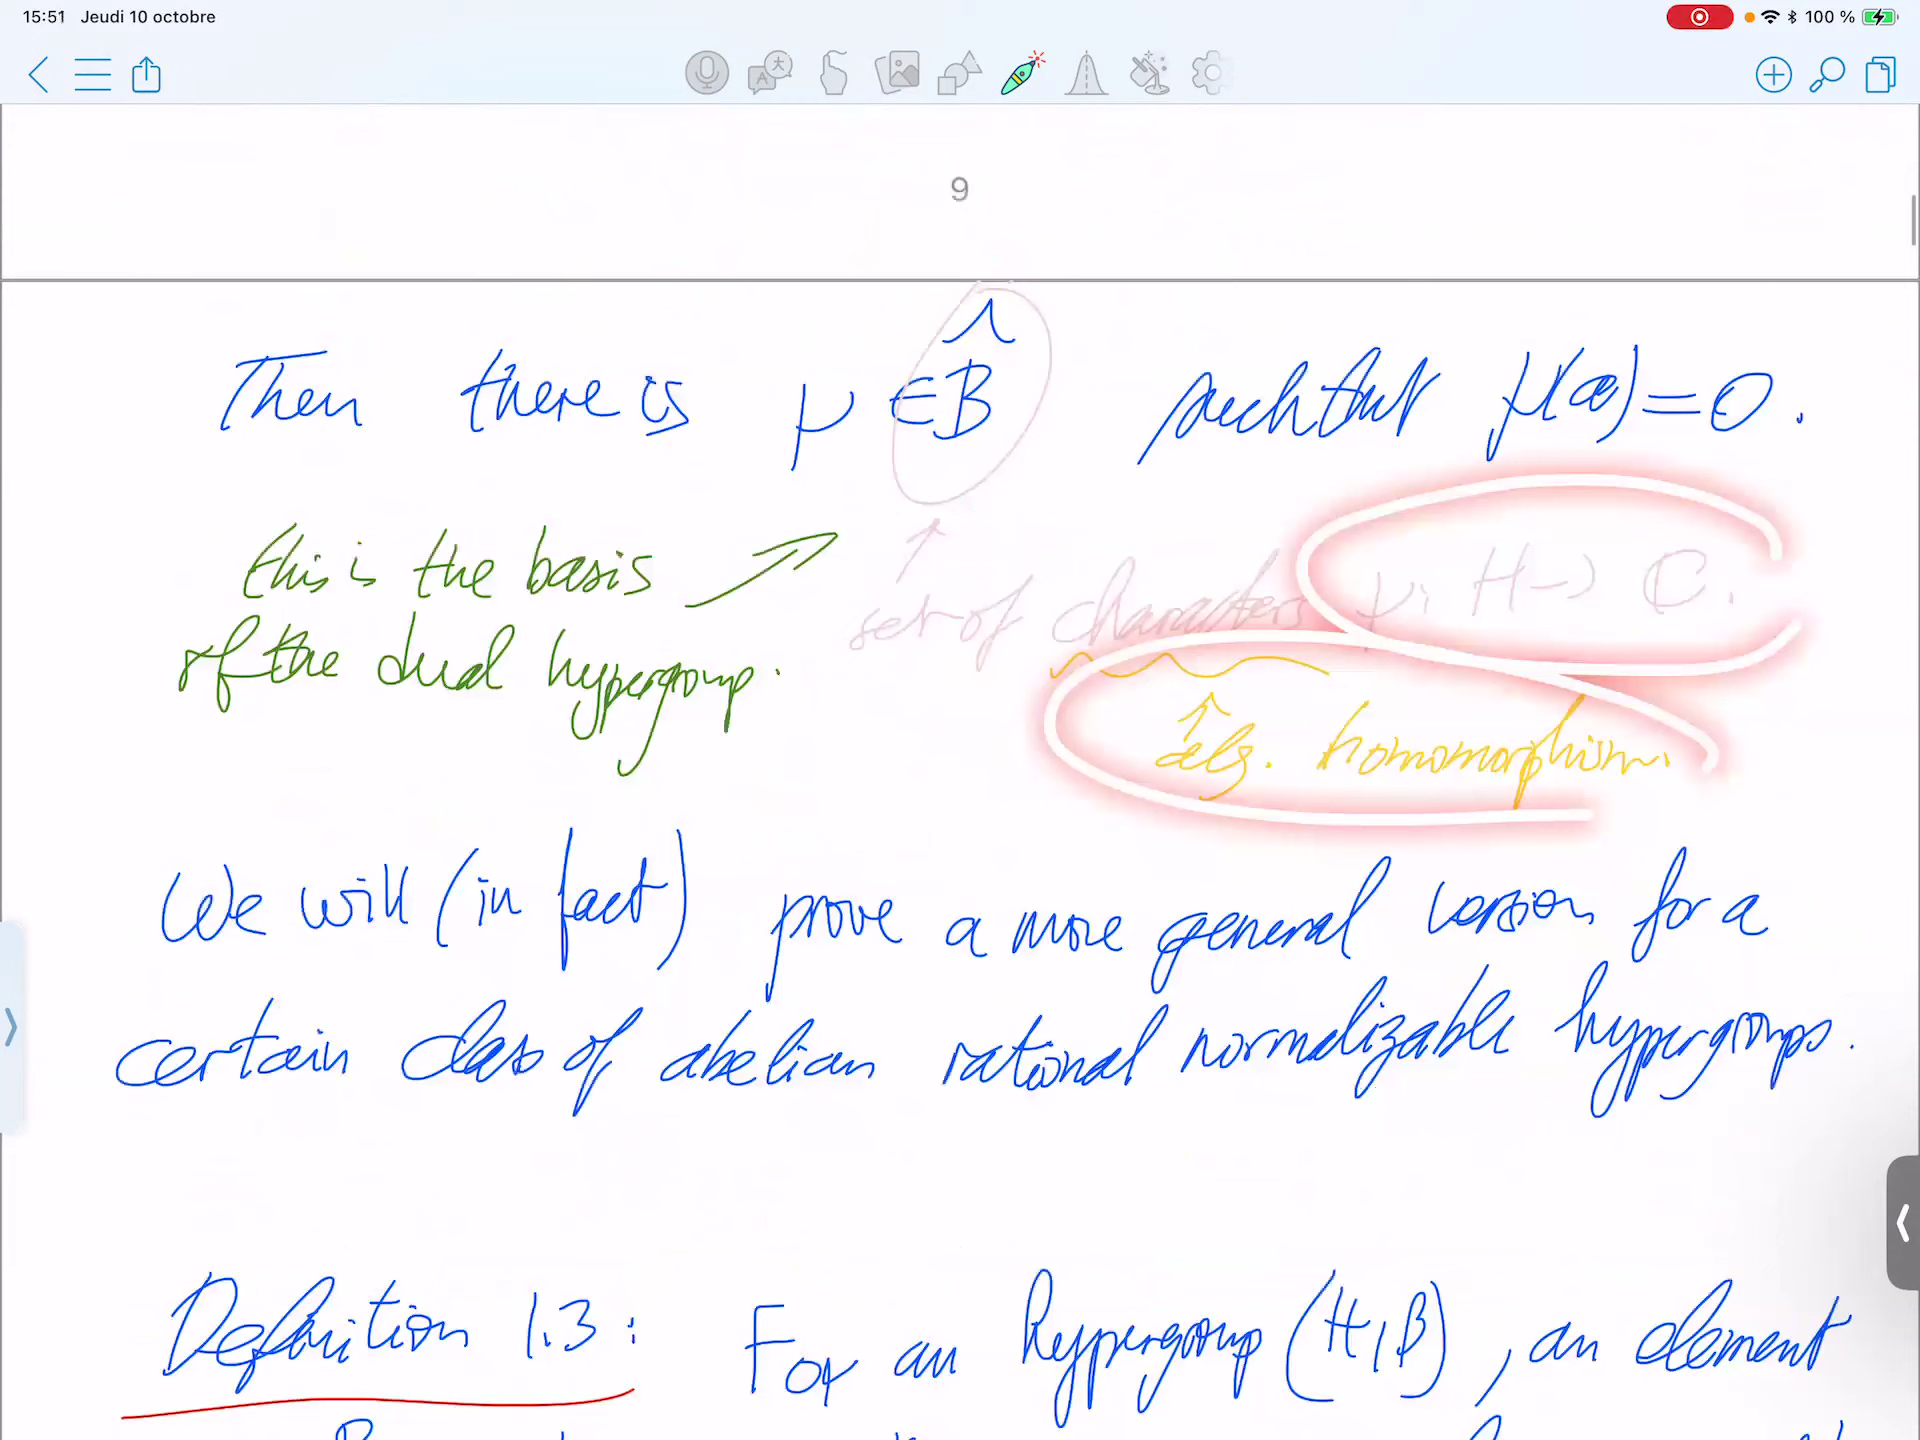 15:51 Jeudi 10 octobre 100 %
9
Then there is μ ∈ B̂ such that μ(x) = 0.
this is the basis
of the dual hypergroup.
set of characters μ: H → ℂ.
alg. homomorphism.
We will (in fact) prove a more general version for a
certain class of abelian rational normalizable hypergroups.
Definition 1.3: For an hypergroup (H, B), an element